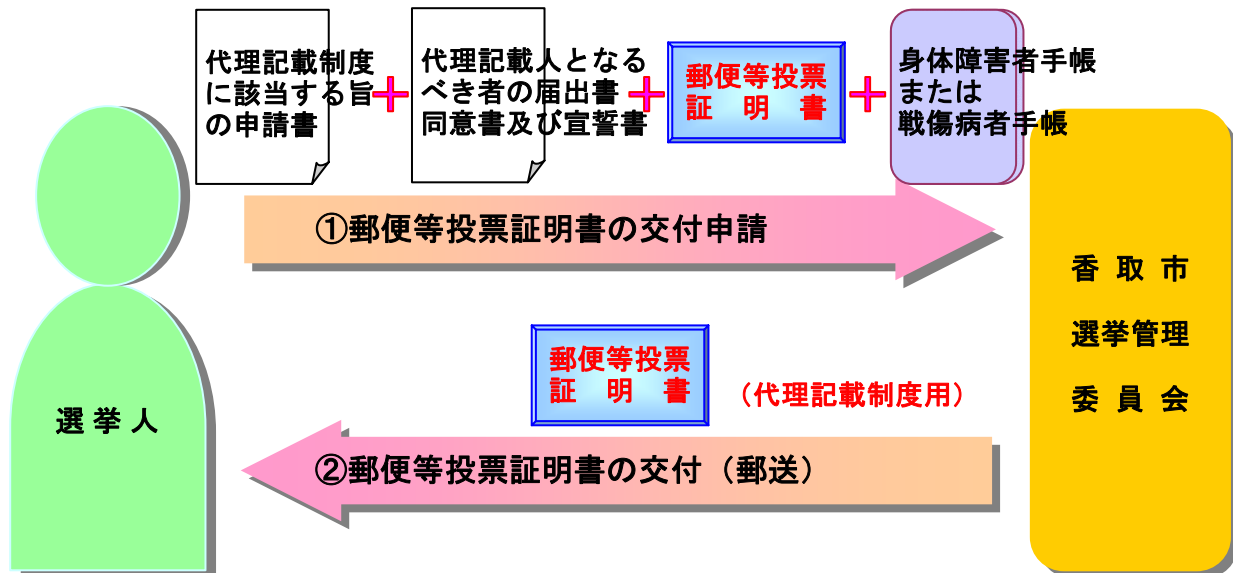 代理記載制度
に該当する旨
の申請書
代理記載人となる
べき者の届出書
同意書及び宣誓書
郵便等投票
証　明　書
身体障害者手帳
または
戦傷病者手帳
①郵便等投票証明書の交付申請
郵便等投票
証　明　書
（代理記載制度用）
②郵便等投票証明書の交付（郵送）
選 挙 人
香 取 市
選挙管理
委 員 会